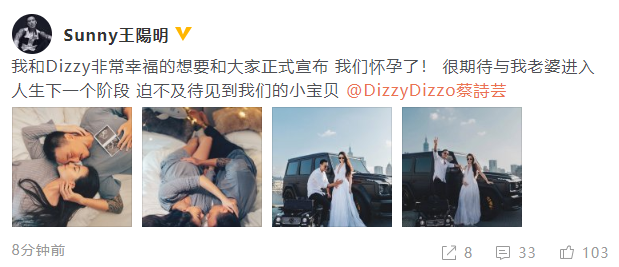 Sunny王陽明
我和Dizzy非常幸福的想要和大家正式宣布 我们怀孕了！ 很期待与我老婆进入
人生下一个阶段 迫不及待见到我们的小宝贝 @DizzyDizzo蔡詩芸
8分钟前
8
33
103